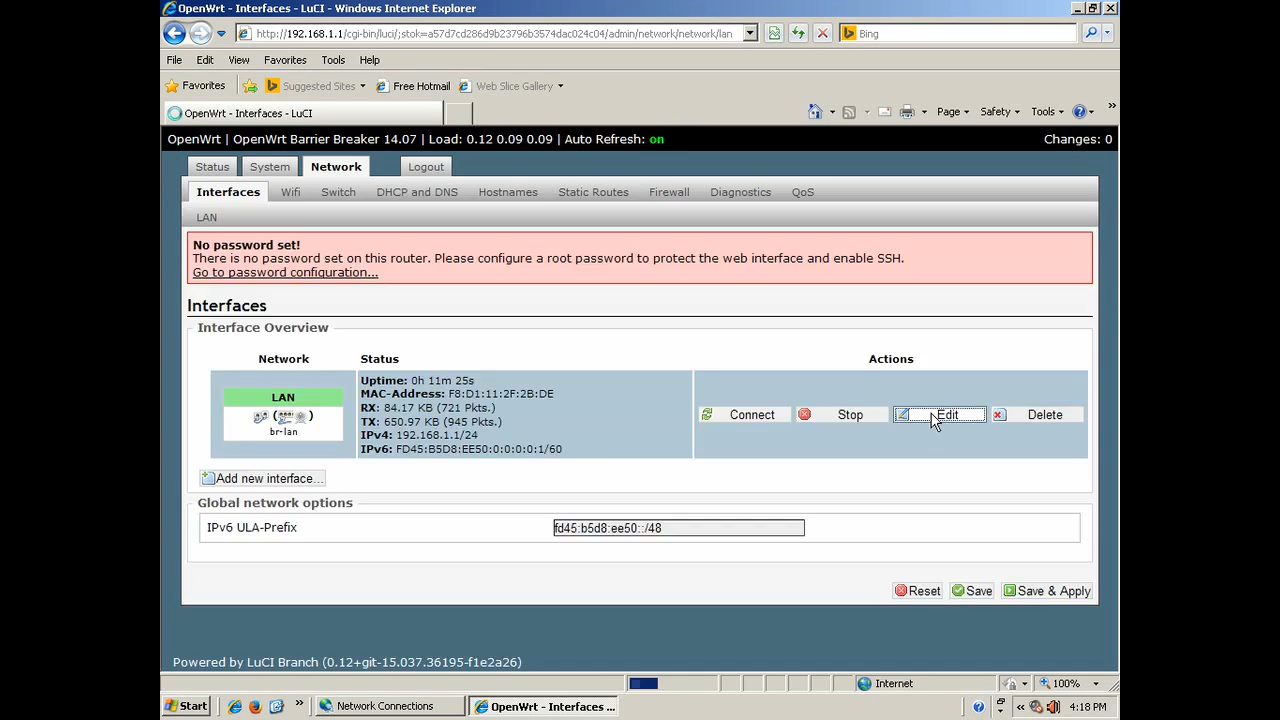 OpenWrt - Interfaces - LuCI - Windows Internet Explorer
http://192.168.1.1/cgi-bin/luci/;stok=a57d7cd286d9b23796b3574dac024c04/admin/network/network/lan
Bing
File Edit View Favorites Tools Help
Favorites Suggested Sites Free Hotmail Web Slice Gallery
OpenWrt - Interfaces - LuCI
Page Safety Tools
OpenWrt | OpenWrt Barrier Breaker 14.07 | Load: 0.12 0.09 0.09 | Auto Refresh: on Changes: 0
Status System Network Logout
Interfaces Wifi Switch DHCP and DNS Hostnames Static Routes Firewall Diagnostics QoS
LAN
No password set!
There is no password set on this router. Please configure a root password to protect the web interface and enable SSH.
Go to password configuration...
Interfaces
Interface Overview
Network Status Actions
LAN
br-lan
Uptime: 0h 11m 25s
MAC-Address: F8:D1:11:2F:2B:DE
RX: 84.17 KB (721 Pkts.)
TX: 650.97 KB (945 Pkts.)
IPv4: 192.168.1.1/24
IPv6: FD45:B5D8:EE50:0:0:0:0:1/60
Connect Stop Edit Delete
Add new interface...
Global network options
IPv6 ULA-Prefix fd45:b5d8:ee50::/48
Reset Save Save & Apply
Powered by LuCI Branch (0.12+git-15.037.36195-f1e2a26)
Internet 100%
Start Network Connections OpenWrt - Interfaces ... 4:18 PM